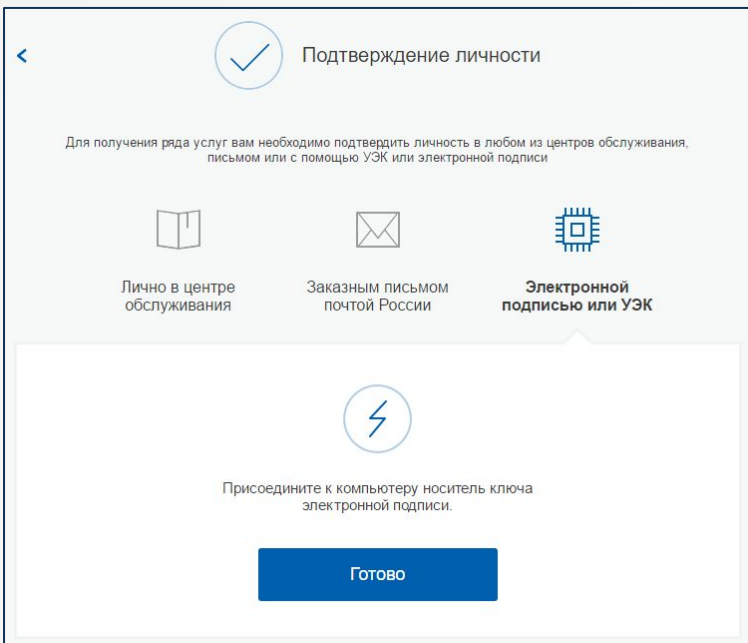 Подтверждение личности
Для получения ряда услуг вам необходимо подтвердить личность в любом из центров обслуживания,
письмом или с помощью УЭК или электронной подписи
Лично в центре
обслуживания
Заказным письмом
почтой России
Электронной
подписью или УЭК
Присоедините к компьютеру носитель ключа
электронной подписи.
Готово